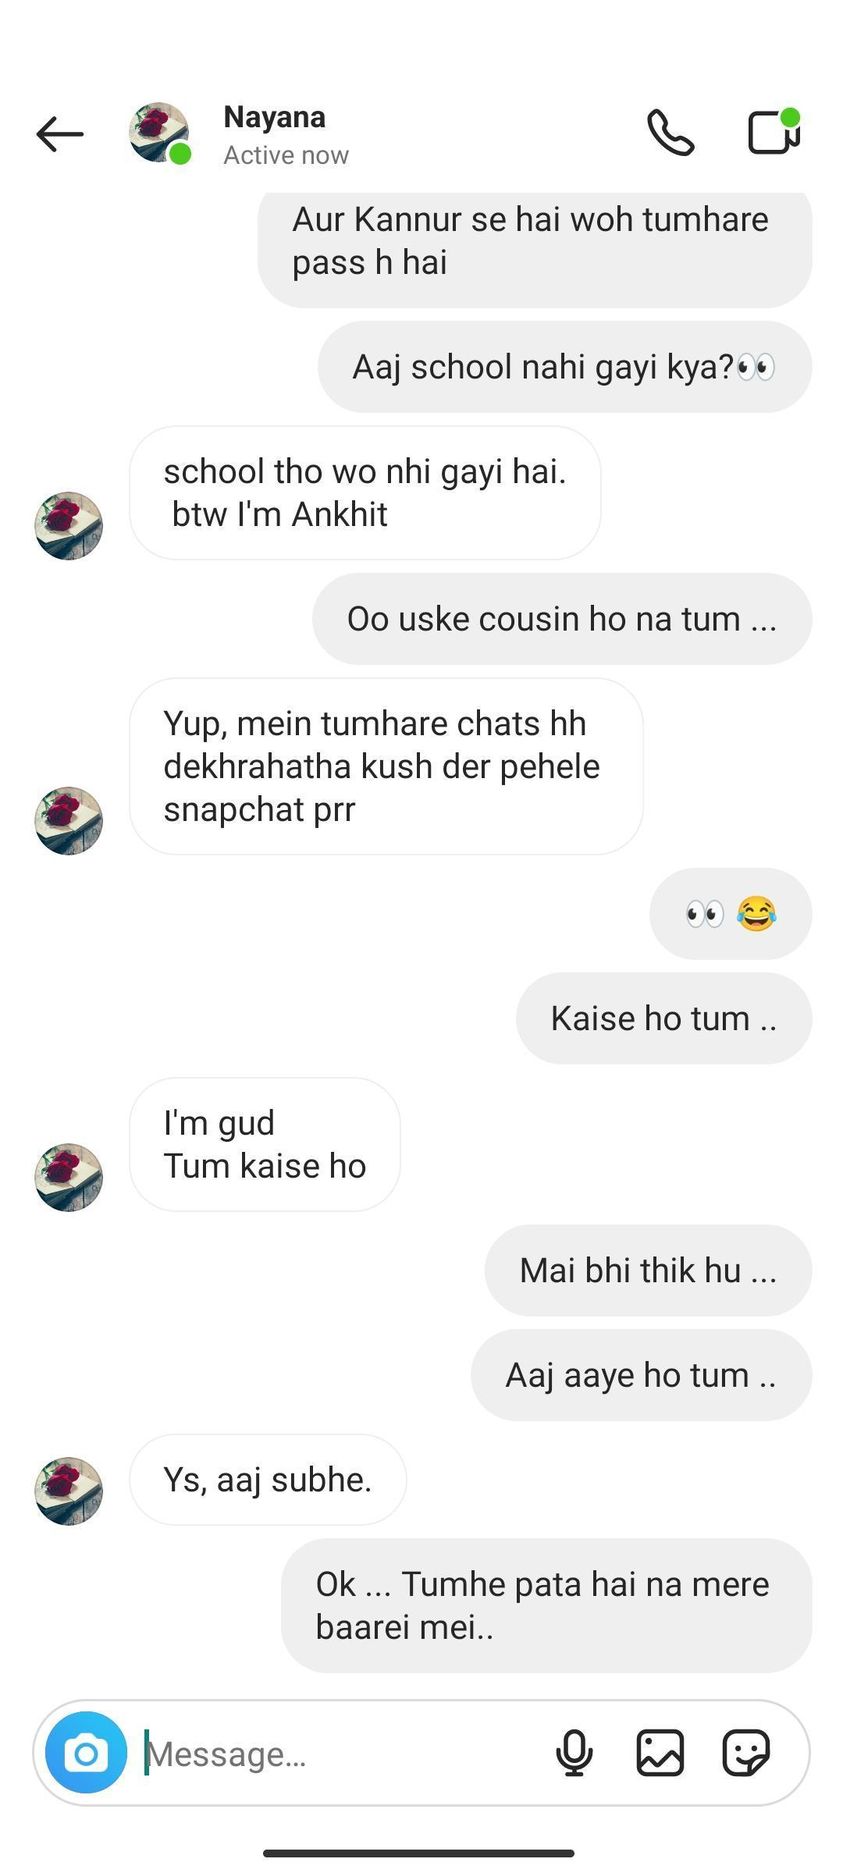 Nayana
Active now
Aur Kannur se hai woh tumhare
pass h hai
Aaj school nahi gayi kya?👀
school tho wo nhi gayi hai.
btw I'm Ankhit
Oo uske cousin ho na tum ...
Yup, mein tumhare chats hh
dekhrahatha kush der pehele
snapchat prr
👀 😂
Kaise ho tum ..
I'm gud
Tum kaise ho
Mai bhi thik hu ...
Aaj aaye ho tum ..
Ys, aaj subhe.
Ok ... Tumhe pata hai na mere
baarei mei..
Message...